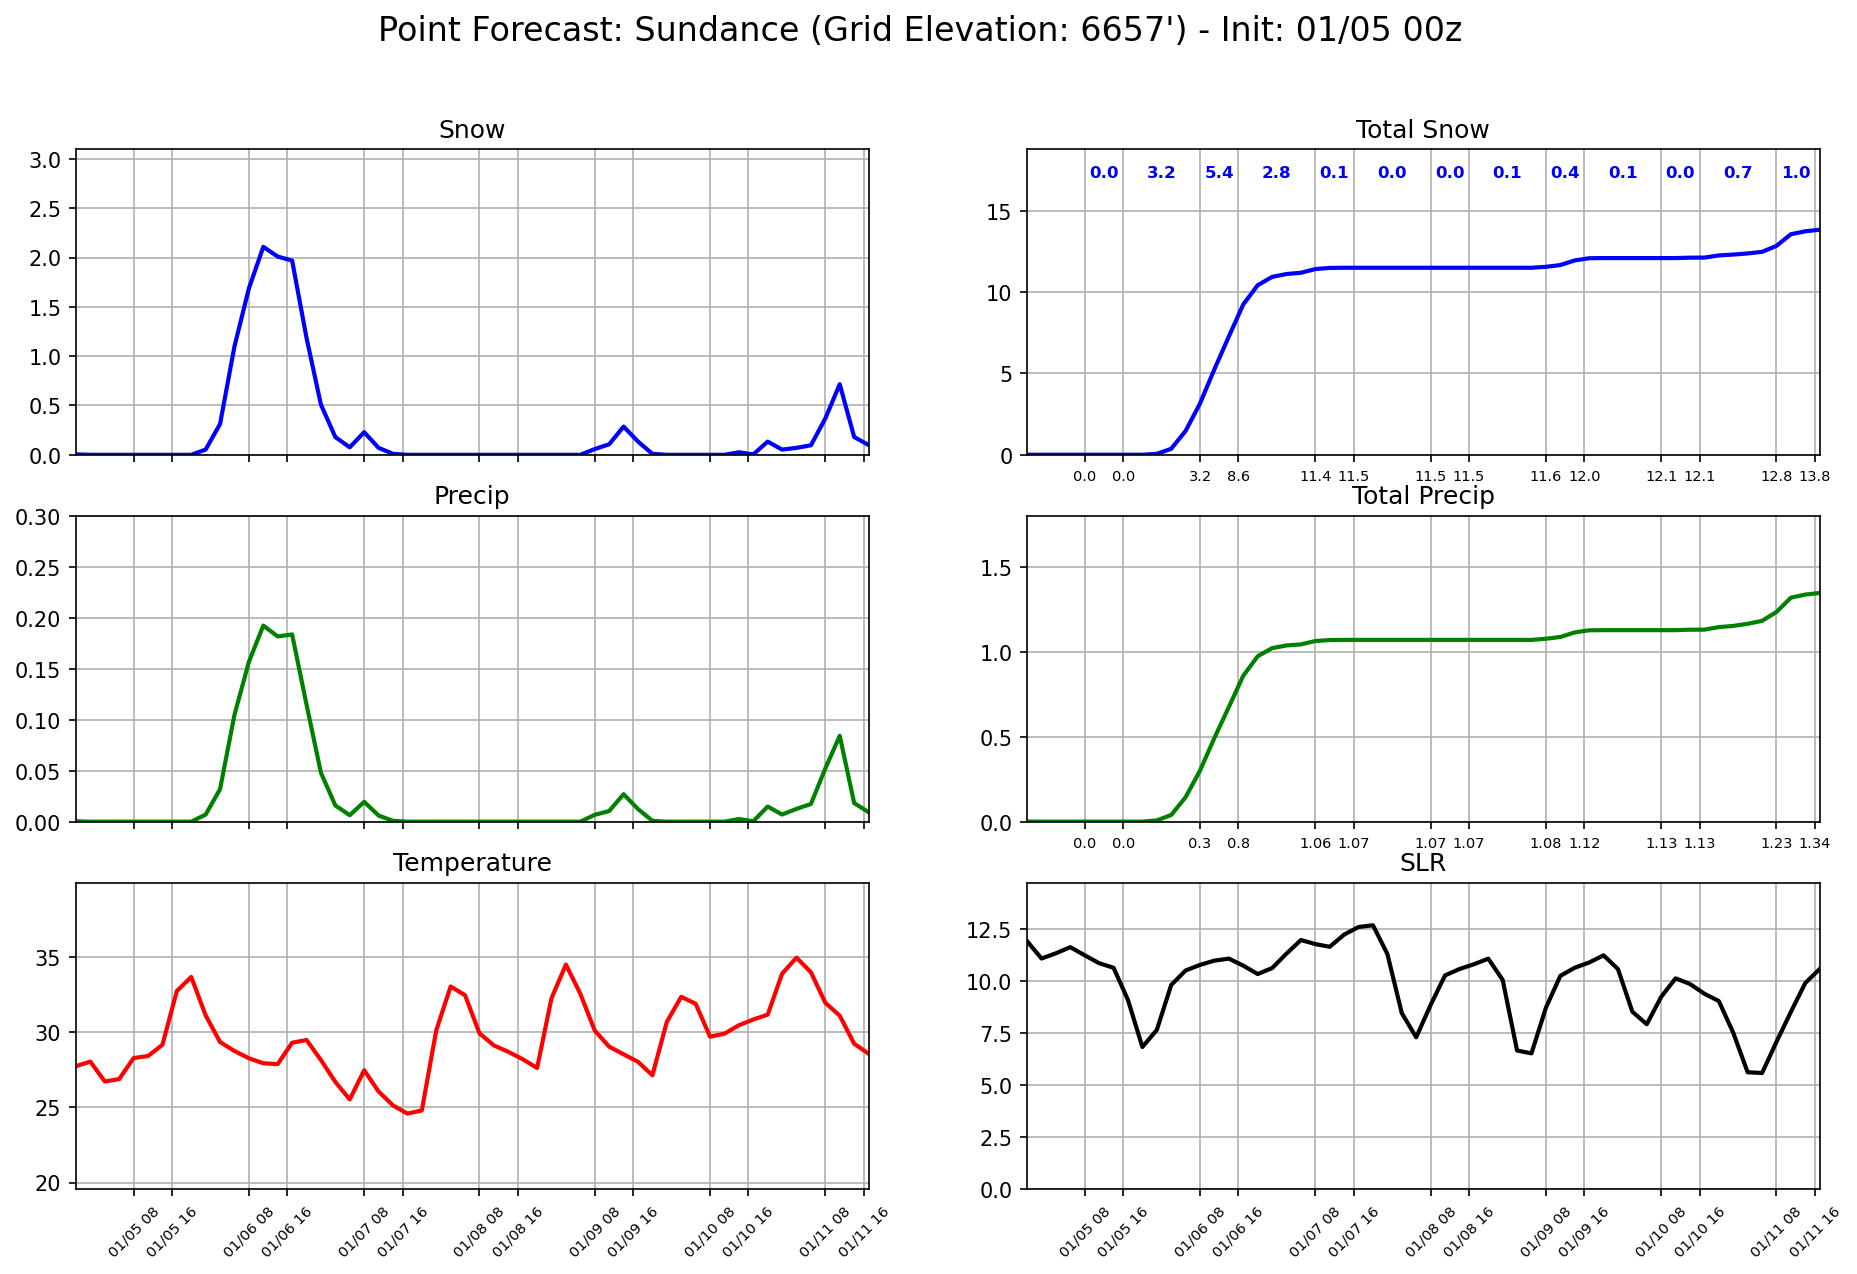 Point Forecast: Sundance (Grid Elevation: 6657') - Init: 01/05 00z
Snow
3.0
2.5
2.0
1.5
1.0
0.5
0.0
Total Snow
0.0 3.2 5.4 2.8 0.1 0.0 0.0 0.1 0.4 0.1 0.0 0.7 1.0
15
10
5
0
0.0 0.0 3.2 8.6 11.4 11.5 11.5 11.5 11.6 12.0 12.1 12.1 12.8 13.8
Precip
0.30
0.25
0.20
0.15
0.10
0.05
0.00
Total Precip
1.5
1.0
0.5
0.0
0.0 0.0 0.3 0.8 1.06 1.07 1.07 1.07 1.08 1.12 1.13 1.13 1.23 1.34
Temperature
35
30
25
20
01/05 08 01/05 16 01/06 08 01/06 16 01/07 08 01/07 16 01/08 08 01/08 16 01/09 08 01/09 16 01/10 08 01/10 16 01/11 08 01/11 16
SLR
12.5
10.0
7.5
5.0
2.5
0.0
01/05 08 01/05 16 01/06 08 01/06 16 01/07 08 01/07 16 01/08 08 01/08 16 01/09 08 01/09 16 01/10 08 01/10 16 01/11 08 01/11 16